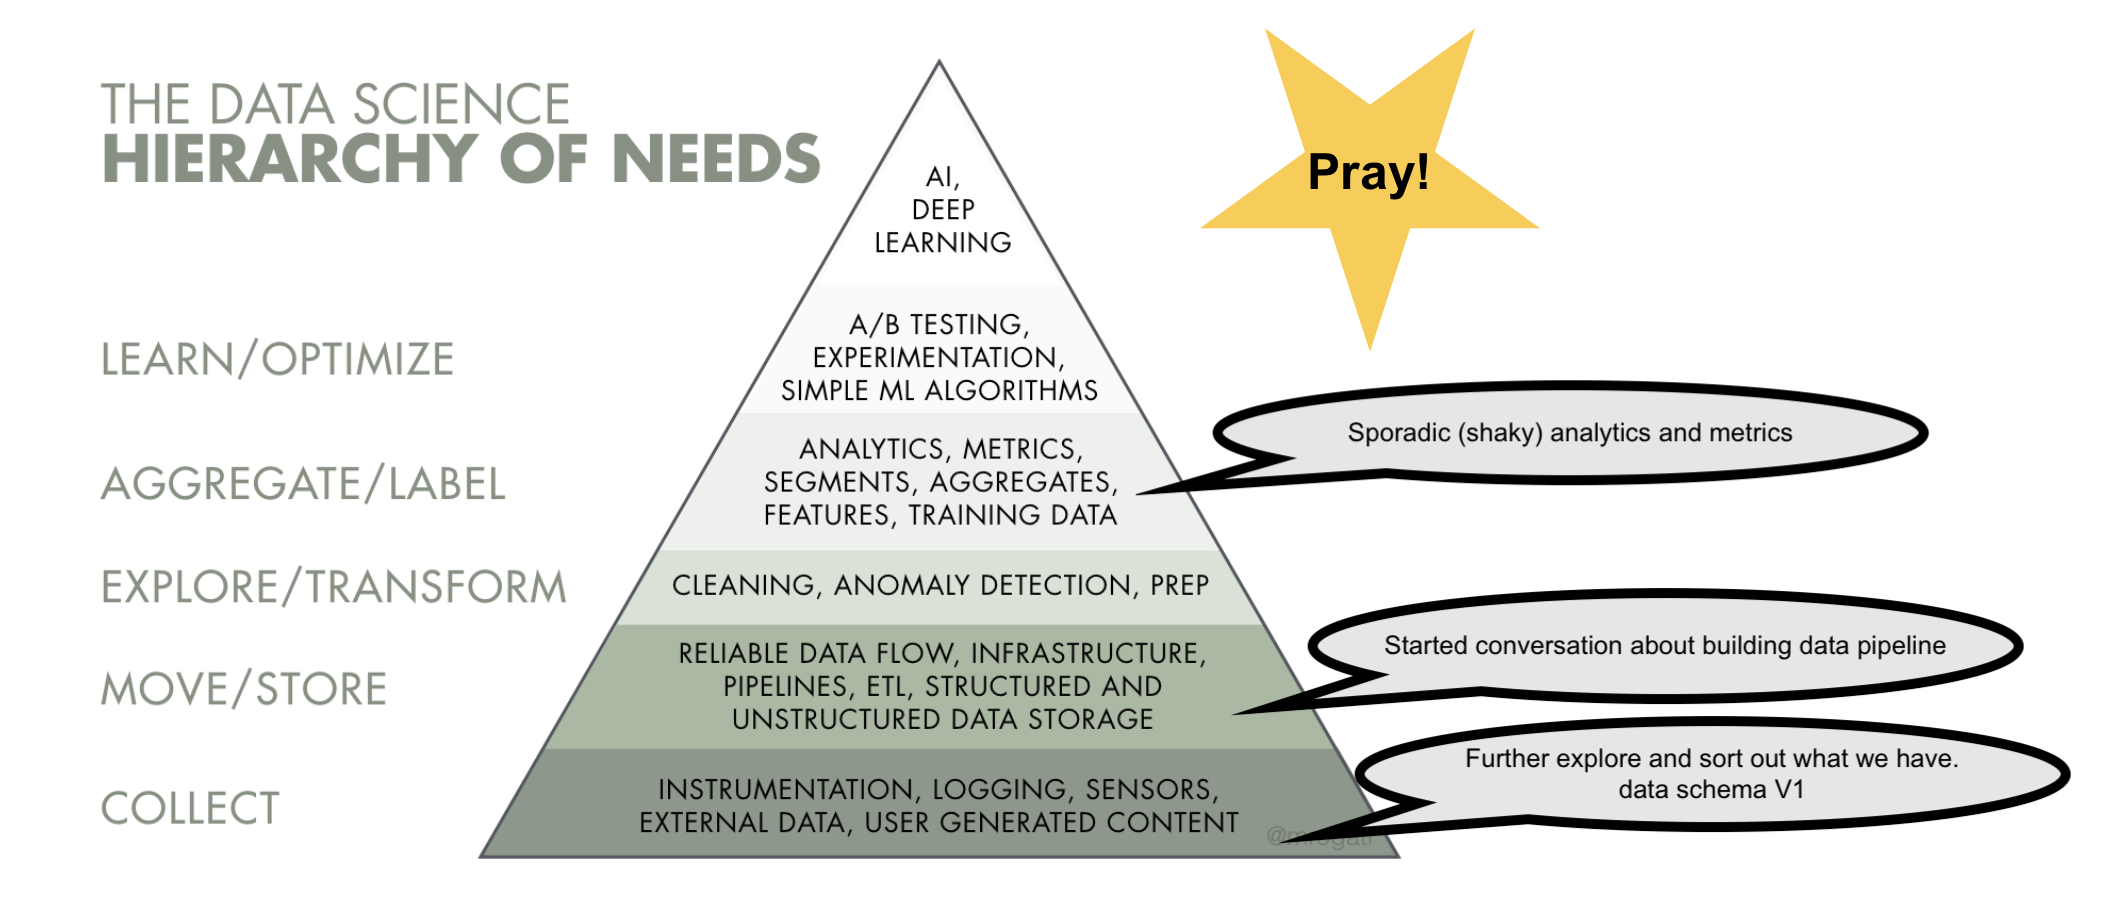 THE DATA SCIENCE
HIERARCHY OF NEEDS
AI,
DEEP
LEARNING
Pray!
LEARN/OPTIMIZE
A/B TESTING,
EXPERIMENTATION,
SIMPLE ML ALGORITHMS
AGGREGATE/LABEL
ANALYTICS, METRICS,
SEGMENTS, AGGREGATES,
FEATURES, TRAINING DATA
Sporadic (shaky) analytics and metrics
EXPLORE/TRANSFORM
CLEANING, ANOMALY DETECTION, PREP
MOVE/STORE
RELIABLE DATA FLOW, INFRASTRUCTURE,
PIPELINES, ETL, STRUCTURED AND
UNSTRUCTURED DATA STORAGE
Started conversation about building data pipeline
COLLECT
INSTRUMENTATION, LOGGING, SENSORS,
EXTERNAL DATA, USER GENERATED CONTENT
@mrogati
Further explore and sort out what we have.
data schema V1